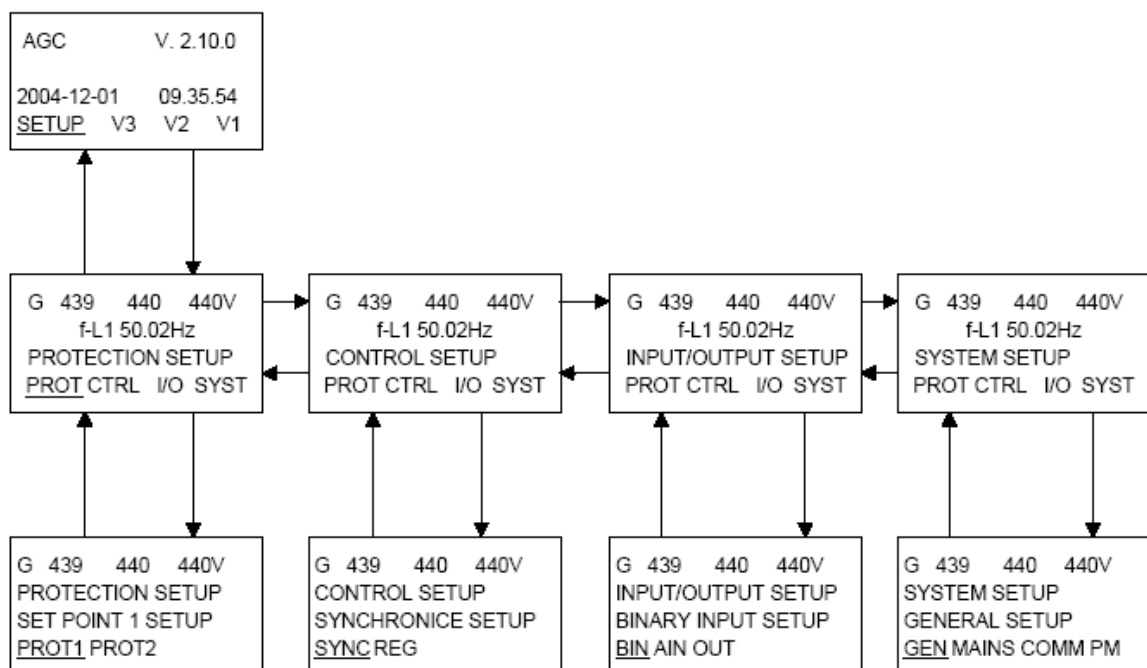 AGC V. 2.10.0
2004-12-01 09.35.54
SETUP V3 V2 V1
G 439 440 440V
f-L1 50.02Hz
PROTECTION SETUP
PROT CTRL I/O SYST
G 439 440 440V
f-L1 50.02Hz
CONTROL SETUP
PROT CTRL I/O SYST
G 439 440 440V
f-L1 50.02Hz
INPUT/OUTPUT SETUP
PROT CTRL I/O SYST
G 439 440 440V
f-L1 50.02Hz
SYSTEM SETUP
PROT CTRL I/O SYST
G 439 440 440V
PROTECTION SETUP
SET POINT 1 SETUP
PROT1 PROT2
G 439 440 440V
CONTROL SETUP
SYNCHRONICE SETUP
SYNC REG
G 439 440 440V
INPUT/OUTPUT SETUP
BINARY INPUT SETUP
BIN AIN OUT
G 439 440 440V
SYSTEM SETUP
GENERAL SETUP
GEN MAINS COMM PM